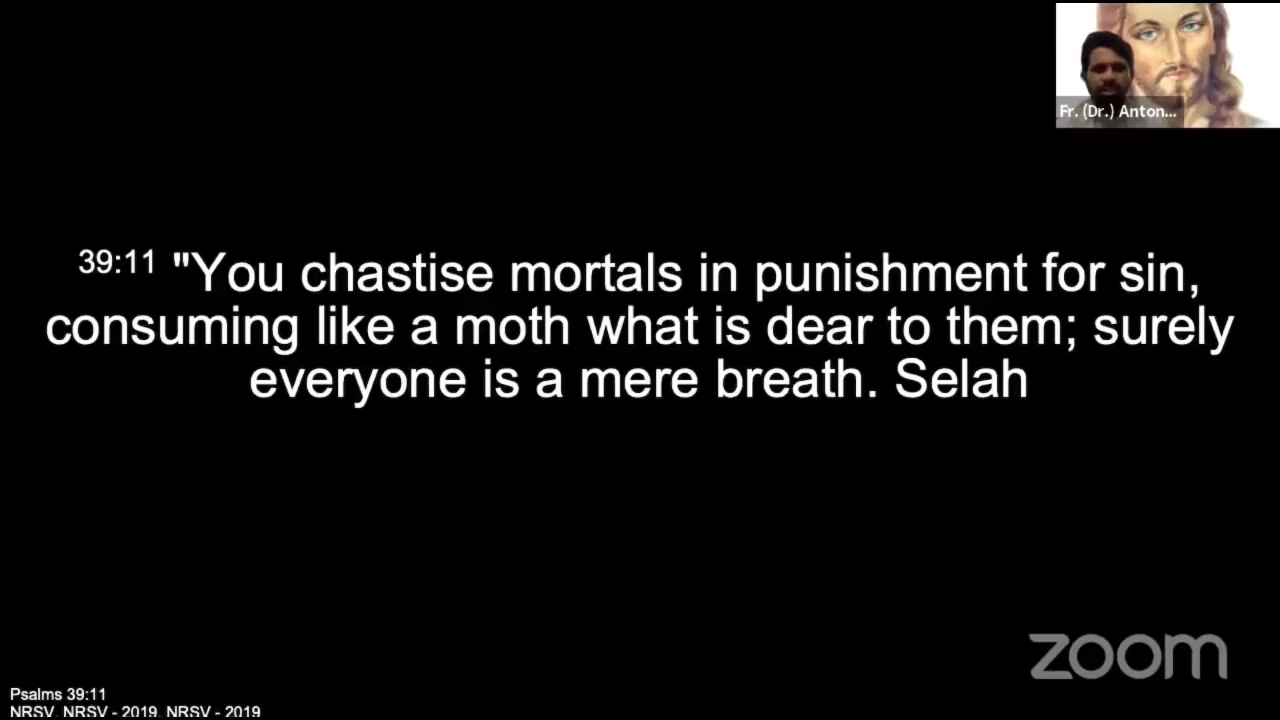 Fr. (Dr.) Anton...
39:11 "You chastise mortals in punishment for sin,
consuming like a moth what is dear to them; surely
everyone is a mere breath. Selah
zoom
Psalms 39:11
NRSV, NRSV - 2019, NRSV - 2019